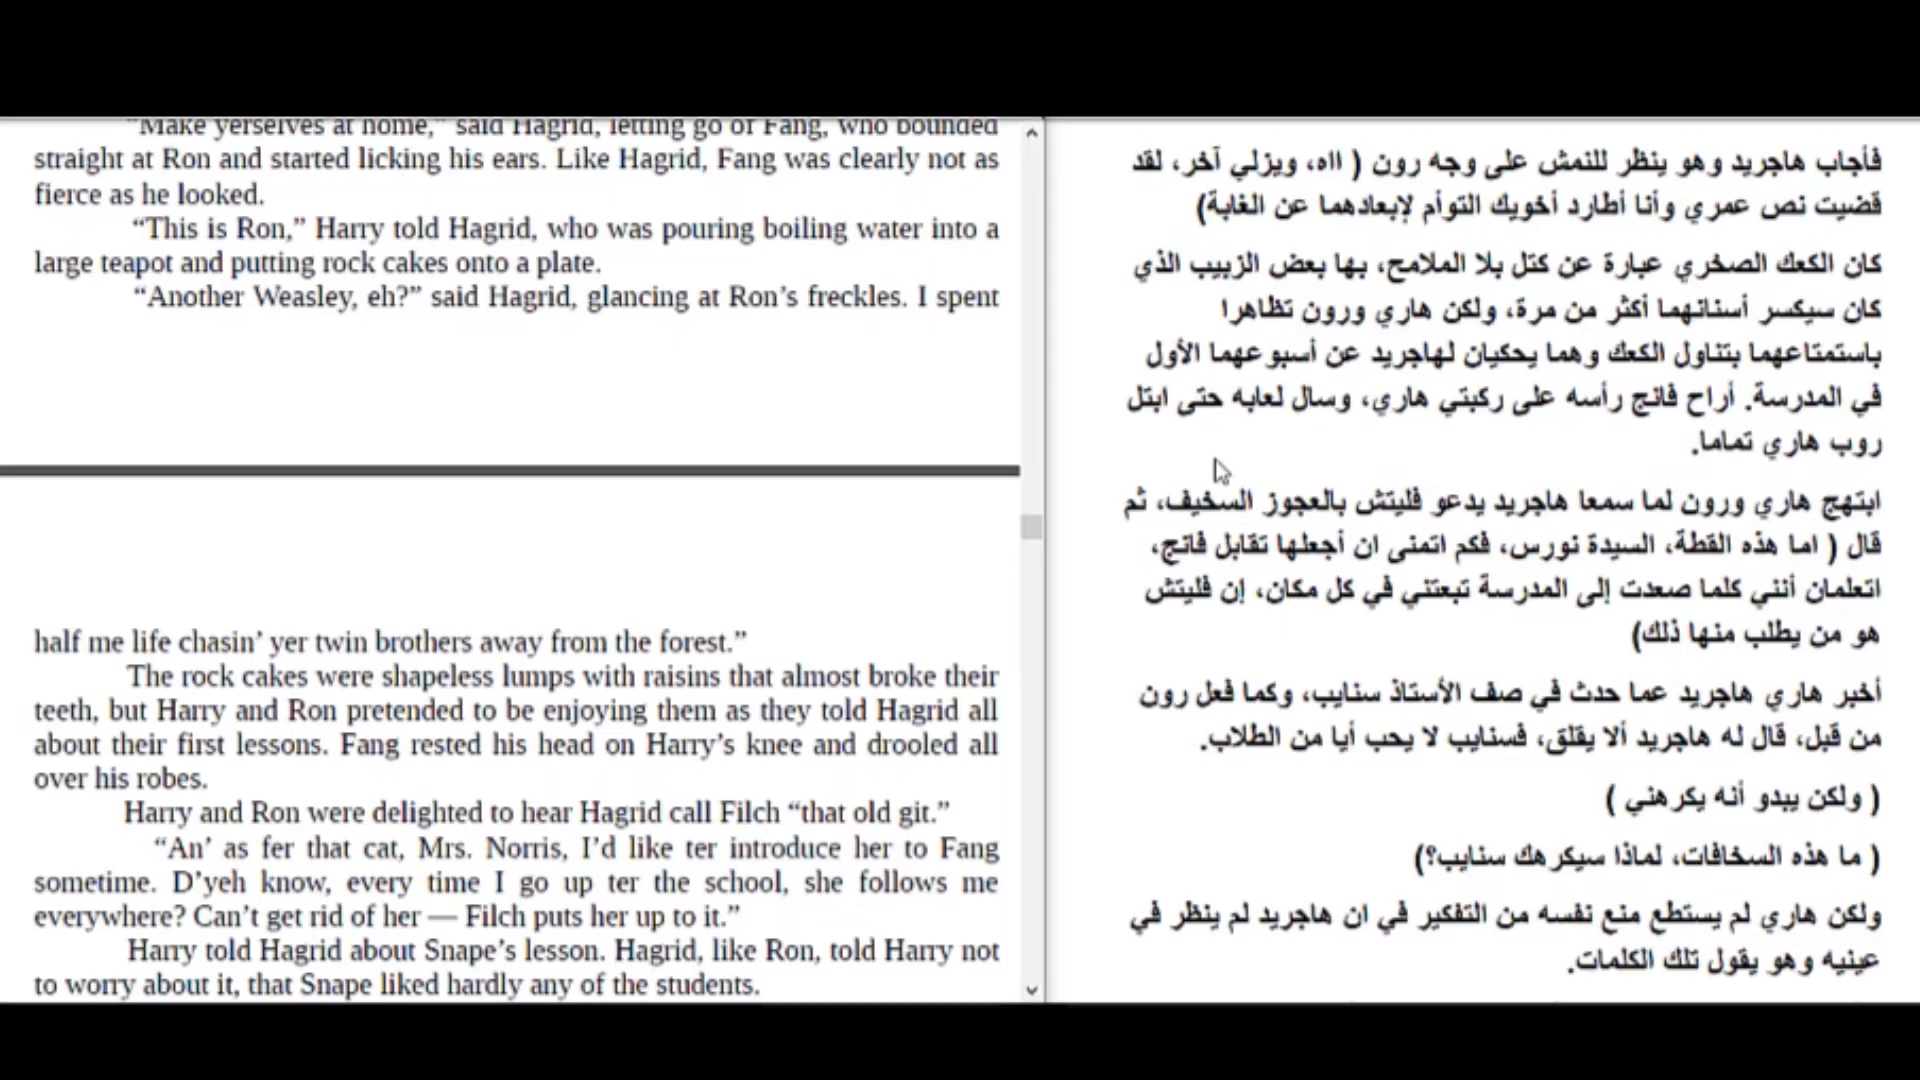 “Make yerselves at home,” said Hagrid, letting go of Fang, who bounded
straight at Ron and started licking his ears. Like Hagrid, Fang was clearly not as
fierce as he looked.
“This is Ron,” Harry told Hagrid, who was pouring boiling water into a
large teapot and putting rock cakes onto a plate.
“Another Weasley, eh?” said Hagrid, glancing at Ron’s freckles. I spent
half me life chasin’ yer twin brothers away from the forest.”
The rock cakes were shapeless lumps with raisins that almost broke their
teeth, but Harry and Ron pretended to be enjoying them as they told Hagrid all
about their first lessons. Fang rested his head on Harry’s knee and drooled all
over his robes.
Harry and Ron were delighted to hear Hagrid call Filch “that old git.”
“An’ as fer that cat, Mrs. Norris, I’d like ter introduce her to Fang
sometime. D’yeh know, every time I go up ter the school, she follows me
everywhere? Can’t get rid of her — Filch puts her up to it.”
Harry told Hagrid about Snape’s lesson. Hagrid, like Ron, told Harry not
to worry about it, that Snape liked hardly any of the students.
فأجاب هاجريد وهو ينظر للنمش على وجه رون ( ااه، ويزلي آخر، لقد
قضيت نص عمري وأنا أطارد أخويك التوأم لإبعادهما عن الغابة)
كان الكعك الصخري عبارة عن كتل بلا الملامح، بها بعض الزبيب الذي
كان سيكسر أسنانهما أكثر من مرة، ولكن هاري ورون تظاهرا
باستمتاعهما بتناول الكعك وهما يحكيان لهاجريد عن أسبوعهما الأول
في المدرسة. أراح فانج رأسه على ركبتي هاري، وسال لعابه حتى ابتل
روب هاري تماما.
ابتهج هاري ورون لما سمعا هاجريد يدعو فليتش بالعجوز السخيف، ثم
قال ( اما هذه القطة، السيدة نورس، فكم اتمنى ان أجعلها تقابل فانج،
اتعلمان أنني كلما صعدت إلى المدرسة تبعتني في كل مكان، إن فليتش
هو من يطلب منها ذلك)
أخبر هاري هاجريد عما حدث في صف الأستاذ سنايب، وكما فعل رون
من قبل، قال له هاجريد ألا يقلق، فسنايب لا يحب أيا من الطلاب.
( ولكن يبدو أنه يكرهني )
( ما هذه السخافات، لماذا سيكرهك سنايب؟)
ولكن هاري لم يستطع منع نفسه من التفكير في ان هاجريد لم ينظر في
عينيه وهو يقول تلك الكلمات.